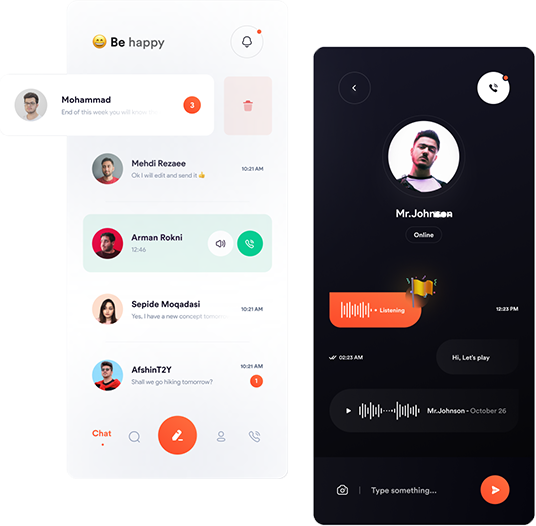 😀 Be happy
Mohammad
End of this week you will know
3
Mehdi Rezaee
Ok I will edit and send it 👍
10:21 AM
Arman Rokni
12:46
Sepide Moqadasi
Yes, I have a new concept tomorrow
10:21 AM
AfshinT2Y
Shall we go hiking tomorrow?
10:21 AM
1
Chat
Mr.Johnson
Online
Listening
12:23 PM
02:23 AM
Hi, Let's play
Mr.Johnson - October 26
Type something...